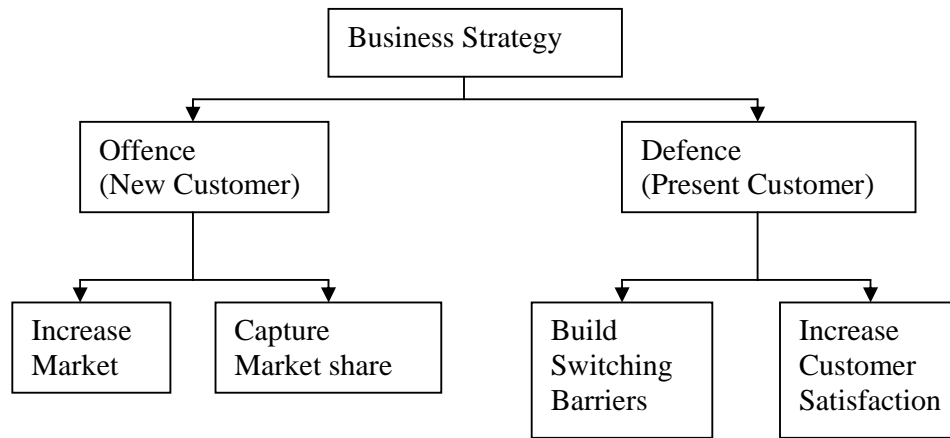 Business Strategy
Offence
(New Customer)
Defence
(Present Customer)
Increase
Market
Capture
Market share
Build
Switching
Barriers
Increase
Customer
Satisfaction